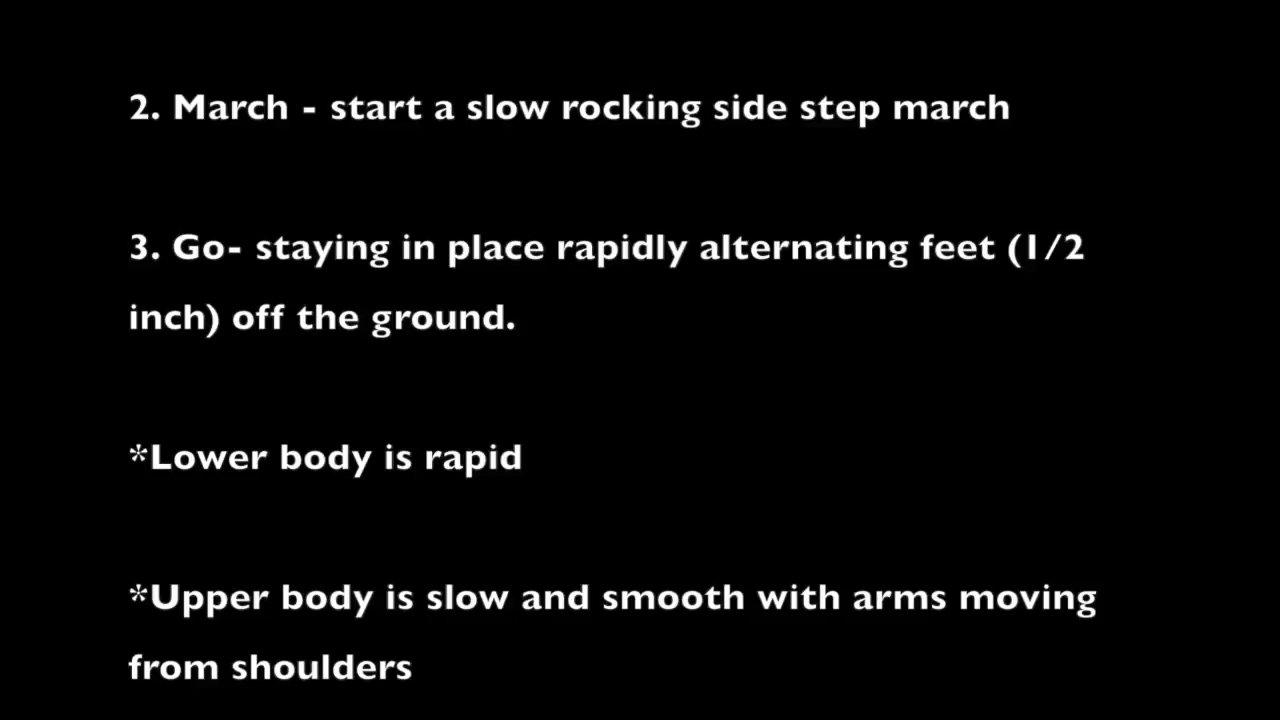 2. March - start a slow rocking side step march
3. Go- staying in place rapidly alternating feet (1/2
inch) off the ground.
*Lower body is rapid
*Upper body is slow and smooth with arms moving
from shoulders